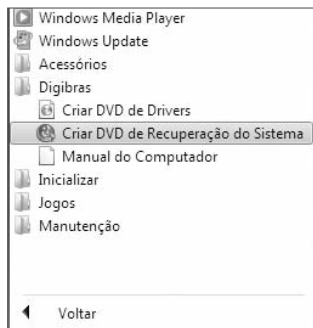 Windows Media Player
Windows Update
Acessórios
Digibras
Criar DVD de Drivers
Criar DVD de Recuperação do Sistema
Manual do Computador
Inicializar
Jogos
Manutenção
Voltar